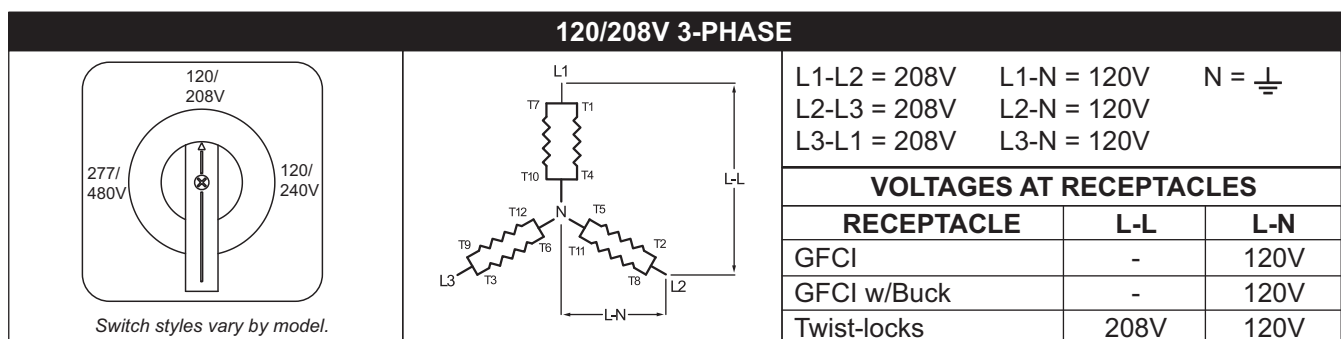 120/208V 3-PHASE
120/
208V
277/
480V
120/
240V
Switch styles vary by model.
L1
T7 T1
T10 T4
L-L
N
T12 T5
T9 T6 T11 T2
T3 T8
L3 L2
L-N
L1-L2 = 208V L1-N = 120V N =
L2-L3 = 208V L2-N = 120V
L3-L1 = 208V L3-N = 120V
VOLTAGES AT RECEPTACLES
RECEPTACLE L-L L-N
GFCI - 120V
GFCI w/Buck - 120V
Twist-locks 208V 120V